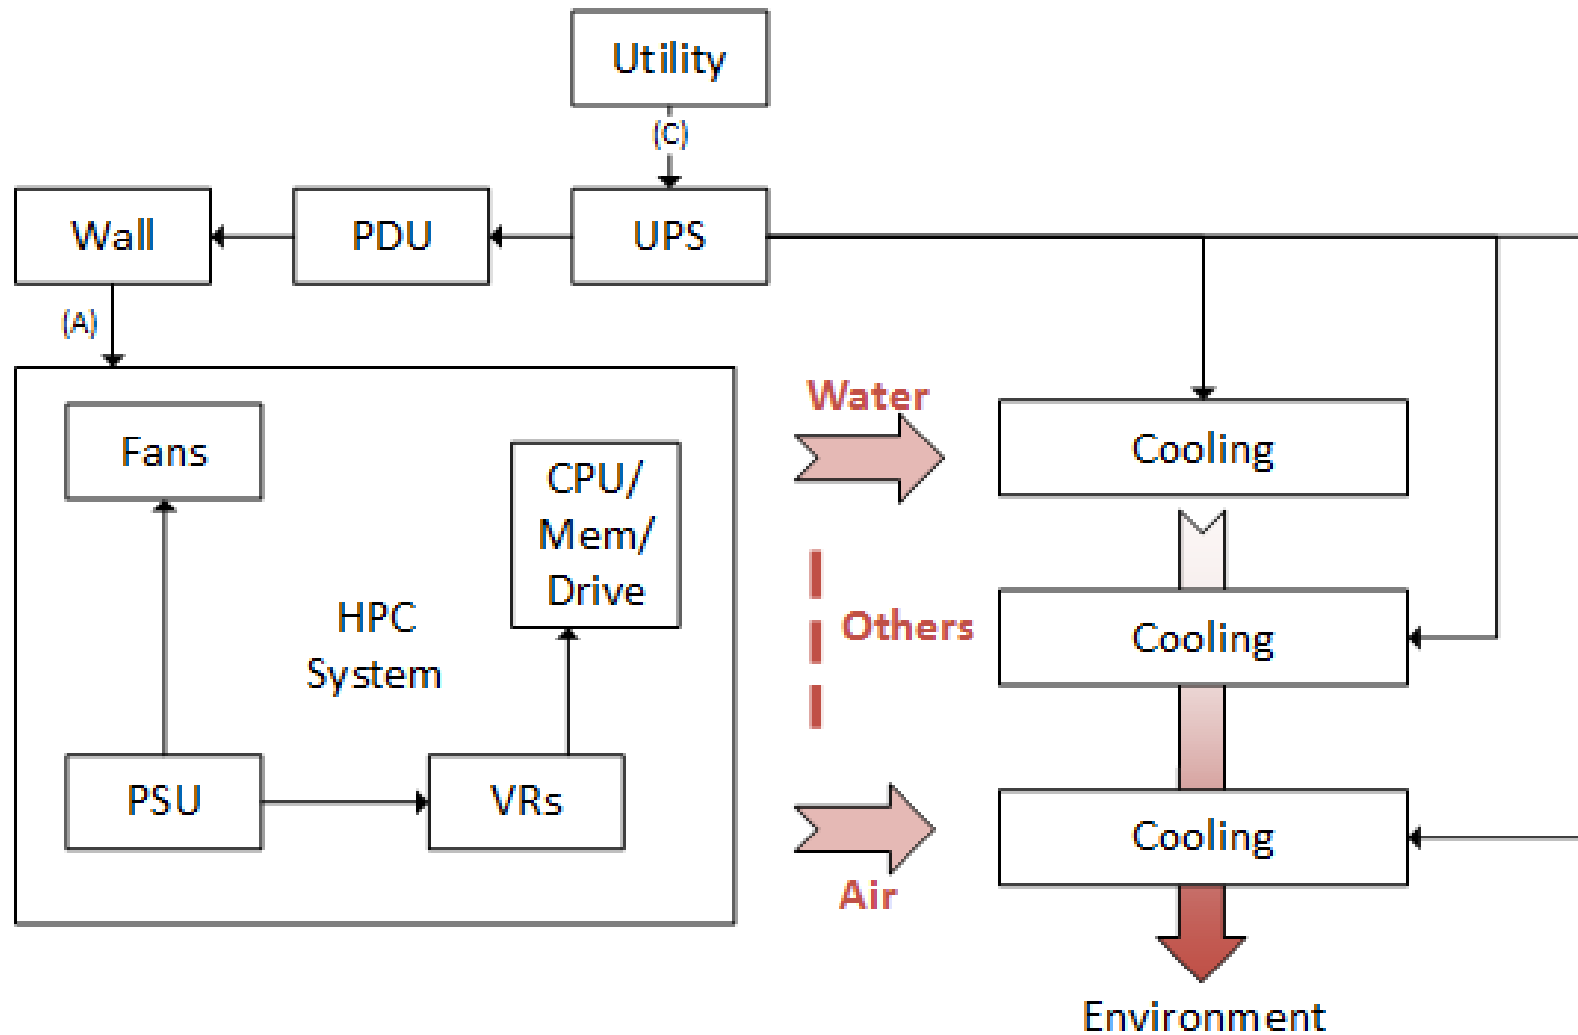 Utility
(C)
Wall
PDU
UPS
(A)
Fans
CPU/
Mem/
Drive
HPC
System
PSU
VRs
Water
Others
Air
Cooling
Cooling
Cooling
Environment